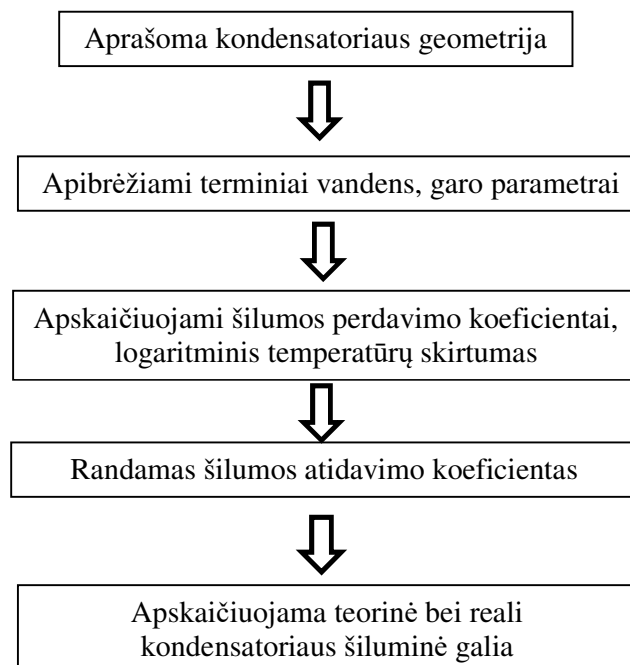 Aprašoma kondensatoriaus geometrija
Apibrėžiami terminiai vandens, garo parametrai
Apskaičiuojami šilumos perdavimo koeficientai,
logaritminis temperatūrų skirtumas
Randamas šilumos atidavimo koeficientas
Apskaičiuojama teorinė bei reali
kondensatoriaus šiluminė galia